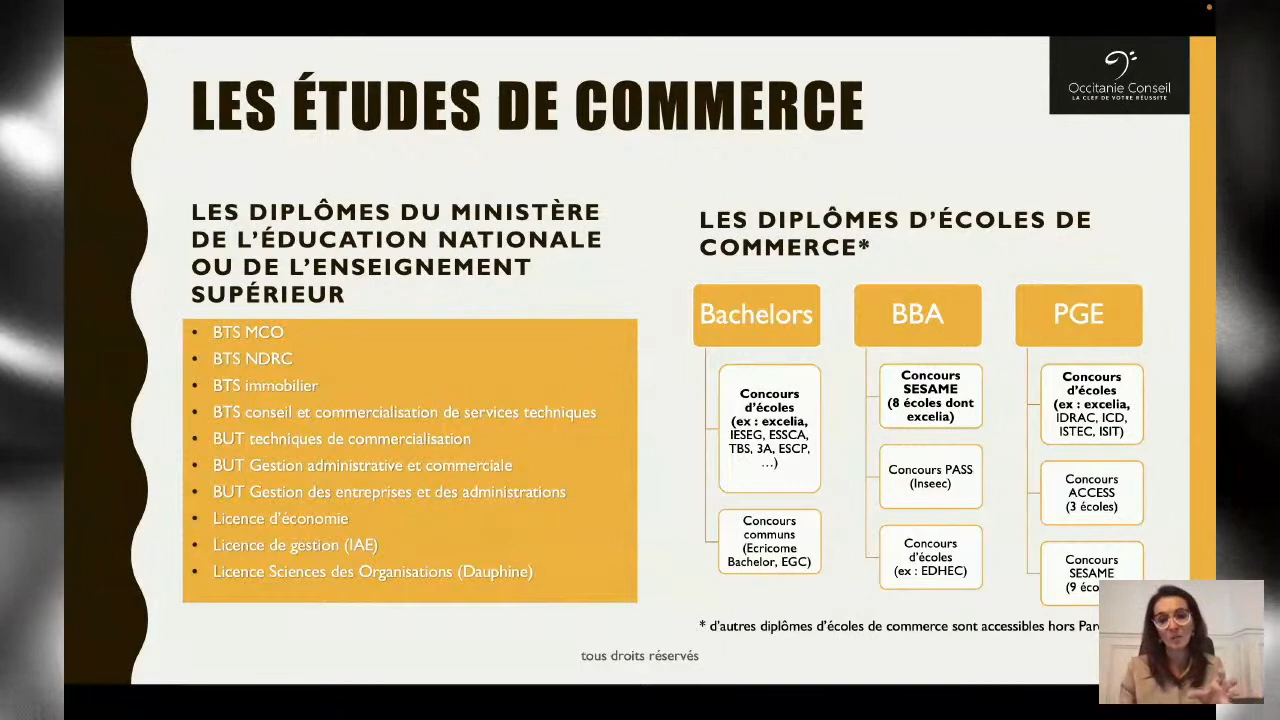 Occitanie Conseil
LA CLEF DE VOTRE RÉUSSITE
LES ÉTUDES DE COMMERCE
LES DIPLÔMES DU MINISTÈRE
DE L'ÉDUCATION NATIONALE
OU DE L'ENSEIGNEMENT
SUPÉRIEUR
• BTS MCO
• BTS NDRC
• BTS immobilier
• BTS conseil et commercialisation de services techniques
• BUT techniques de commercialisation
• BUT Gestion administrative et commerciale
• BUT Gestion des entreprises et des administrations
• Licence d'économie
• Licence de gestion (IAE)
• Licence Sciences des Organisations (Dauphine)
LES DIPLÔMES D'ÉCOLES DE
COMMERCE*
Bachelors
Concours
d'écoles
(ex : excelia,
IESEG, ESSCA,
TBS, 3A, ESCP,
…)
Concours
communs
(Ecricome
Bachelor, EGC)
BBA
Concours
SESAME
(8 écoles dont
excelia)
Concours PASS
(Inseec)
Concours
d'écoles
(ex : EDHEC)
PGE
Concours
d'écoles
(ex : excelia,
IDRAC, ICD,
ISTEC, ISIT)
Concours
ACCESS
(3 écoles)
Concours
SESAME
(9
* d'autres diplômes d'écoles de commerce sont accessibles hors
tous droits réservés